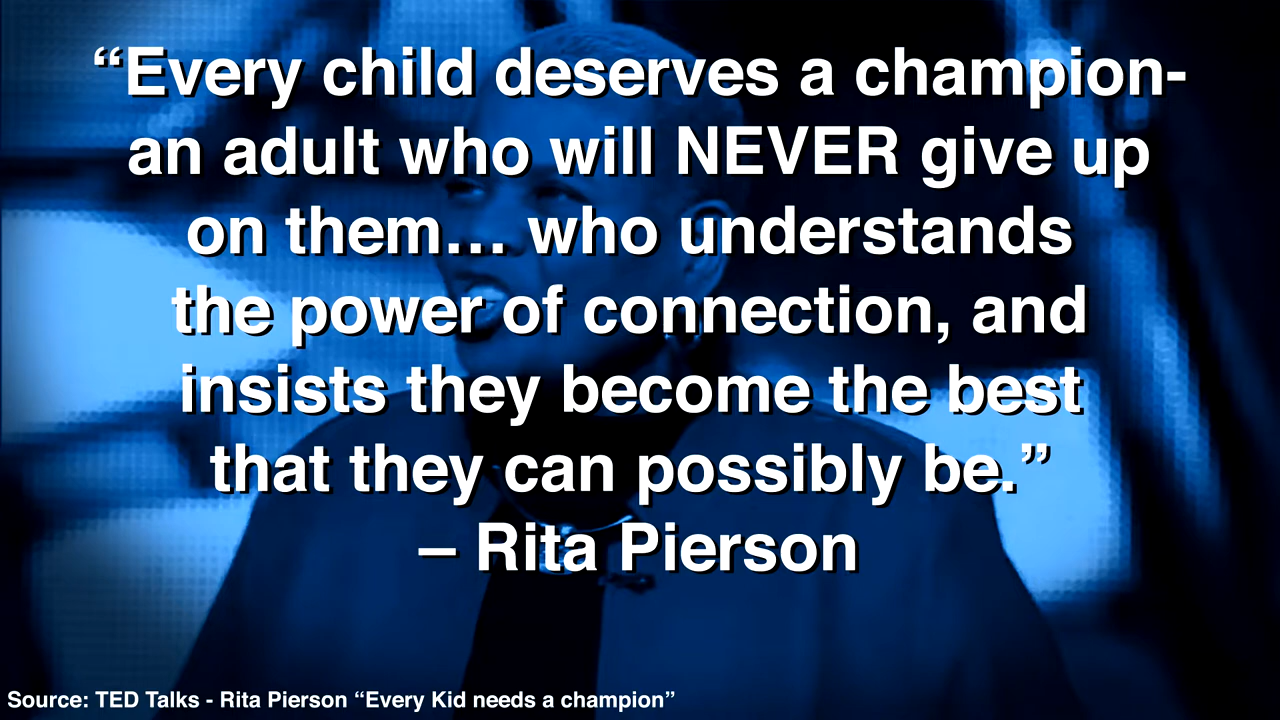 “Every child deserves a champion-
an adult who will NEVER give up
on them... who understands
the power of connection, and
insists they become the best
that they can possibly be.”
– Rita Pierson
Source: TED Talks - Rita Pierson “Every Kid needs a champion”